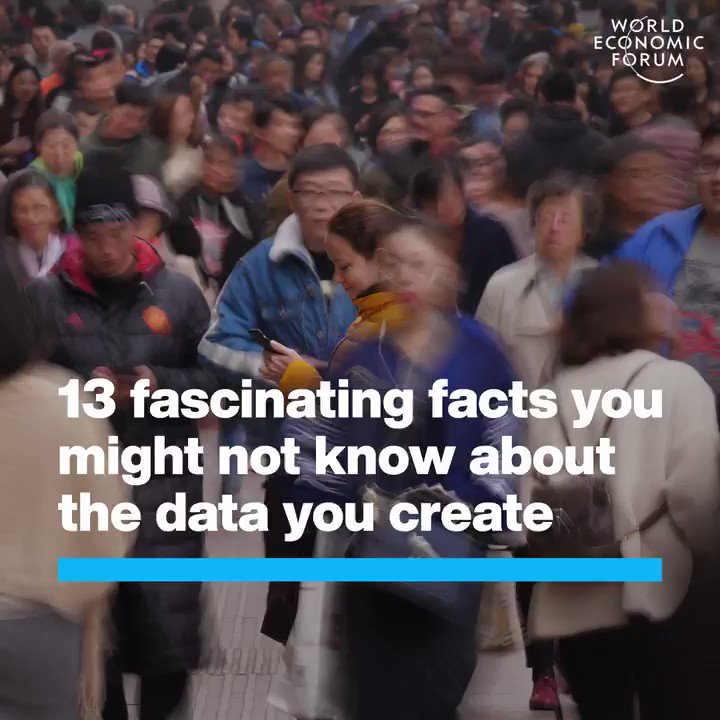 WORLD
ECONOMIC
FORUM
13 fascinating facts you
might not know about
the data you create